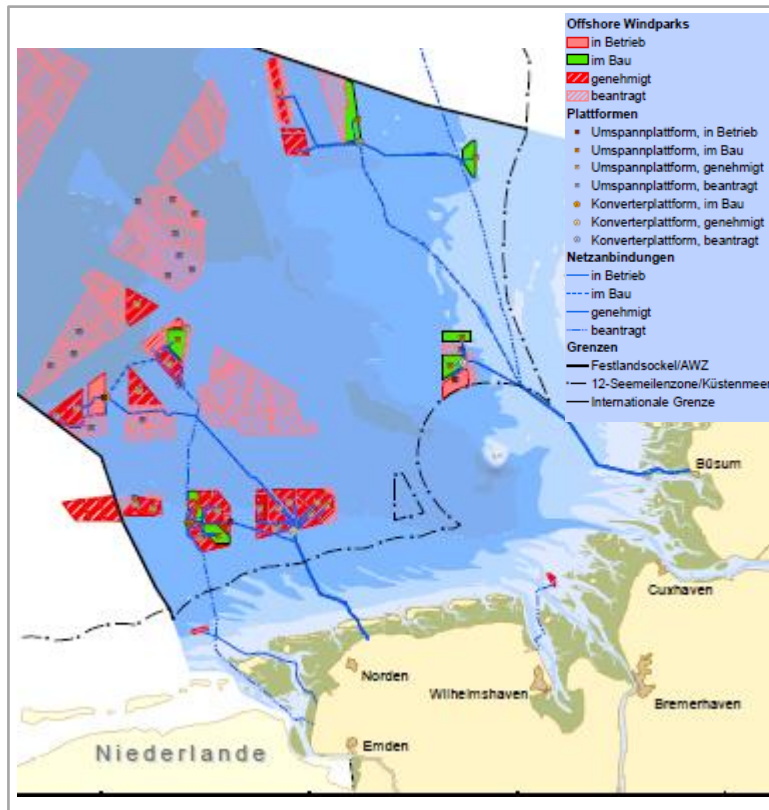 Offshore Windparks
in Betrieb
im Bau
genehmigt
beantragt
Plattformen
Umspannplattform, in Betrieb
Umspannplattform, im Bau
Umspannplattform, genehmigt
Umspannplattform, beantragt
Konverterplattform, im Bau
Konverterplattform, genehmigt
Konverterplattform, beantragt
Netzanbindungen
in Betrieb
im Bau
genehmigt
beantragt
Grenzen
Festlandsockel/AWZ
12-Seemeilenzone/Küstenmeer
Internationale Grenze
Büsum
Cuxhaven
Norden
Wilhelmshaven
Bremerhaven
Emden
Niederlande